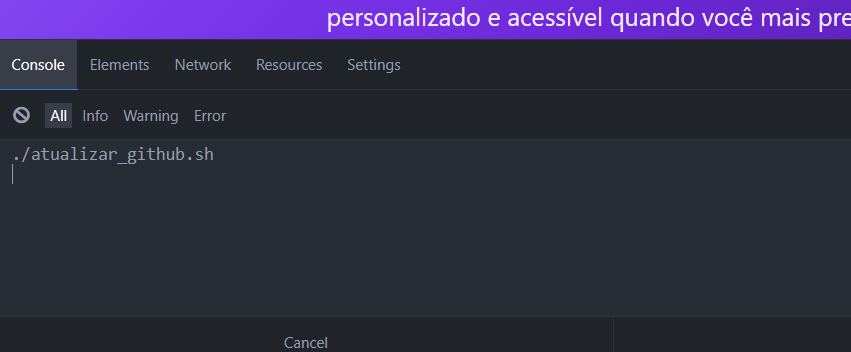 personalizado e acessível quando você mais pre
Console Elements Network Resources Settings
All Info Warning Error
./atualizar_github.sh
Cancel